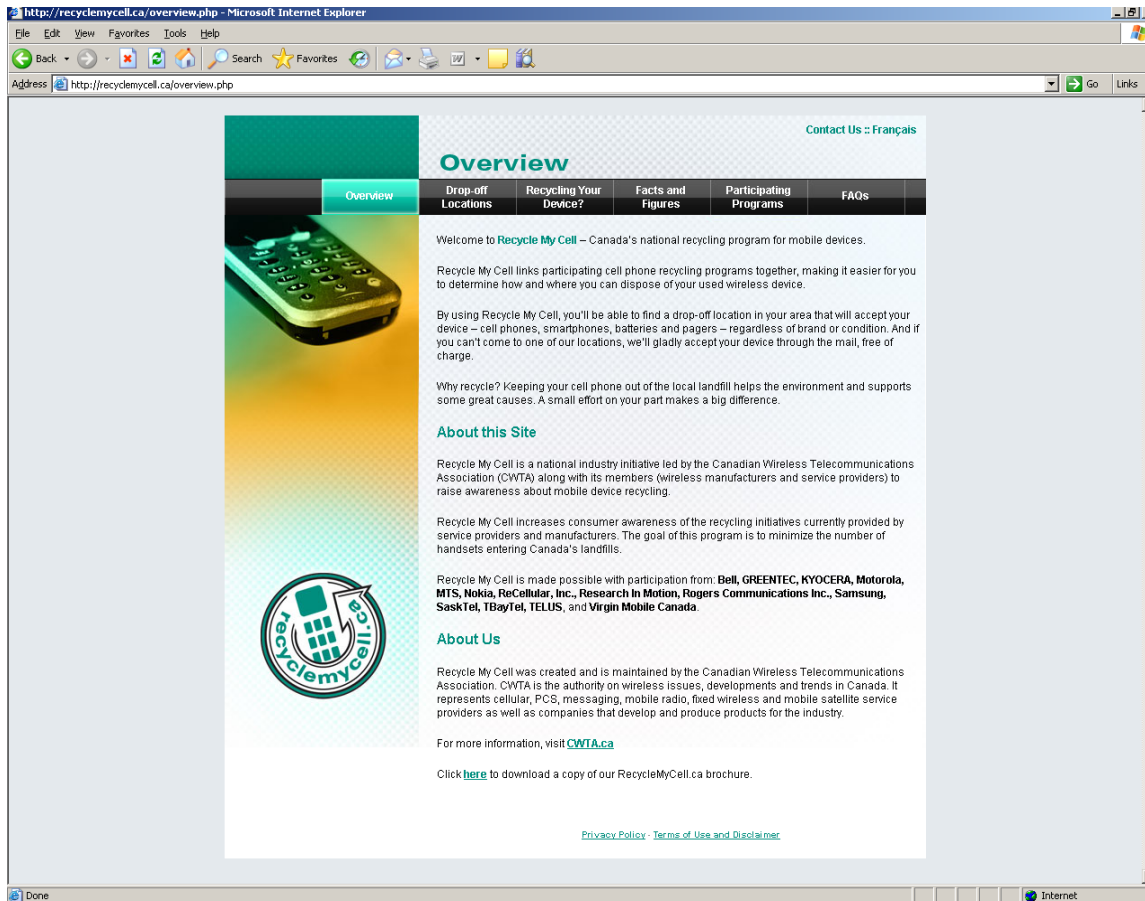 http://recyclemycell.ca/overview.php - Microsoft Internet Explorer
File Edit View Favorites Tools Help
Back Search Favorites
Address http://recyclemycell.ca/overview.php Go Links
Contact Us :: Français
Overview
Overview Drop-off Locations Recycling Your Device? Facts and Figures Participating Programs FAQs
Welcome to Recycle My Cell – Canada's national recycling program for mobile devices.
Recycle My Cell links participating cell phone recycling programs together, making it easier for you
to determine how and where you can dispose of your used wireless device.
By using Recycle My Cell, you'll be able to find a drop-off location in your area that will accept your
device – cell phones, smartphones, batteries and pagers – regardless of brand or condition. And if
you can't come to one of our locations, we'll gladly accept your device through the mail, free of
charge.
Why recycle? Keeping your cell phone out of the local landfill helps the environment and supports
some great causes. A small effort on your part makes a big difference.
About this Site
Recycle My Cell is a national industry initiative led by the Canadian Wireless Telecommunications
Association (CWTA) along with its members (wireless manufacturers and service providers) to
raise awareness about mobile device recycling.
Recycle My Cell increases consumer awareness of the recycling initiatives currently provided by
service providers and manufacturers. The goal of this program is to minimize the number of
handsets entering Canada's landfills.
Recycle My Cell is made possible with participation from: Bell, GREENTEC, KYOCERA, Motorola,
MTS, Nokia, ReCellular, Inc., Research In Motion, Rogers Communications Inc., Samsung,
SaskTel, TBayTel, TELUS, and Virgin Mobile Canada.
recyclemycell.ca
About Us
Recycle My Cell was created and is maintained by the Canadian Wireless Telecommunications
Association. CWTA is the authority on wireless issues, developments and trends in Canada. It
represents cellular, PCS, messaging, mobile radio, fixed wireless and mobile satellite service
providers as well as companies that develop and produce products for the industry.
For more information, visit CWTA.ca
Click here to download a copy of our RecycleMyCell.ca brochure.
Privacy Policy - Terms of Use and Disclaimer
Done Internet